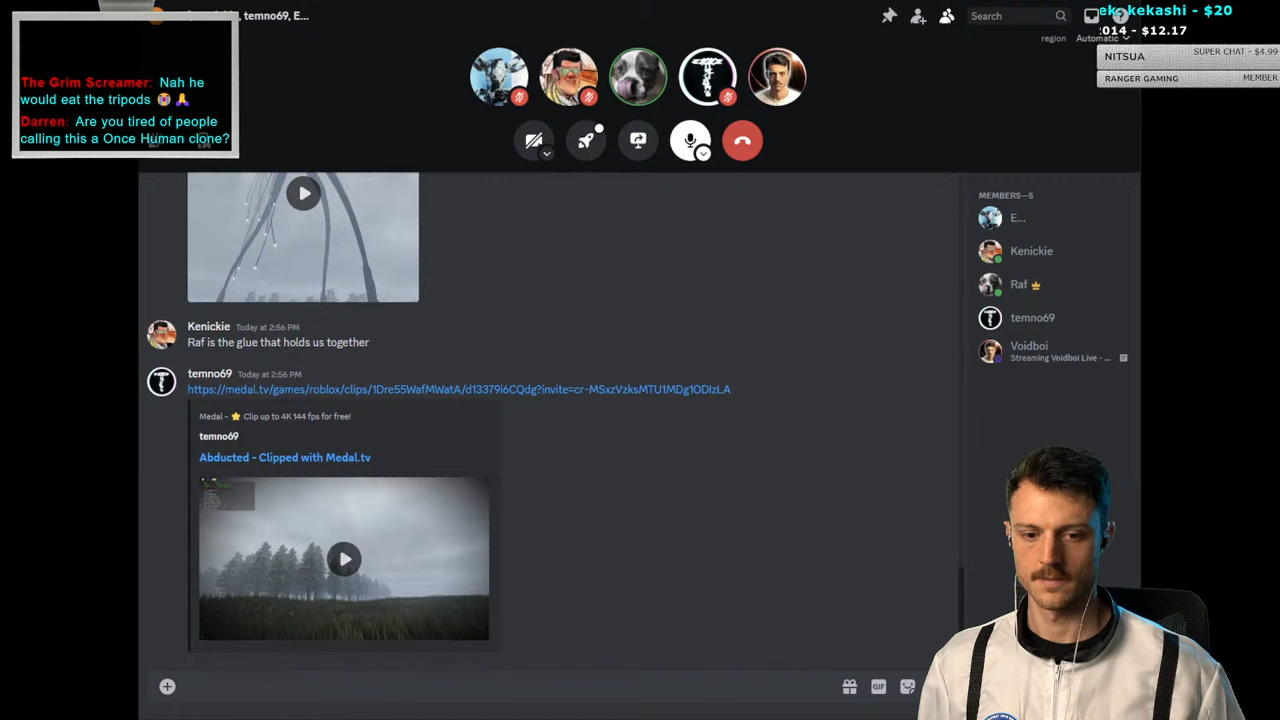 , temno69, E...
Search
region
Automatic
kekashi - $20
2014 - $12.17
NITSUA
SUPER CHAT - $4.99
RANGER GAMING
MEMBER
The Grim Screamer: Nah he
would eat the tripods 😭🙏
Darren: Are you tired of people
calling this a Once Human clone?
MEMBERS—5
E...
Kenickie
Raf
temno69
Voidboi
Streaming Voidboi Live - ...
Kenickie Today at 2:56 PM
Raf is the glue that holds us together
temno69 Today at 2:56 PM
https://medal.tv/games/roblox/clips/1Dre55WafMWatA/d13379i6CQdg?invite=cr-MSxzVzksMTU1MDg1ODIzLA
Medal - ⭐ Clip up to 4K 144 fps for free!
temno69
Abducted - Clipped with Medal.tv
GIF